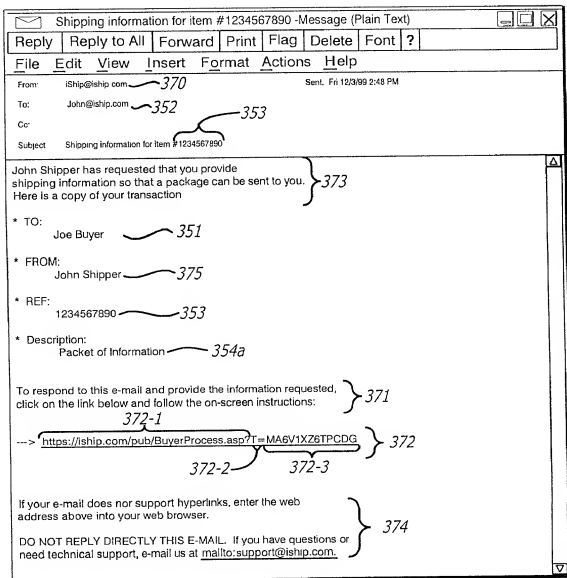 Shipping information for item #1234567890 -Message (Plain Text)
Reply Reply to All Forward Print Flag Delete Font ?
File Edit View Insert Format Actions Help
From: iShip@iship com 370 Sent. Fri 12/3/99 2:48 PM
To: John@iship.com 352
353
Cc:
Subject Shipping information for item #1234567890
John Shipper has requested that you provide
shipping information so that a package can be sent to you. 373
Here is a copy of your transaction
* TO:
Joe Buyer 351
* FROM:
John Shipper 375
* REF:
1234567890 353
* Description:
Packet of Information 354a
To respond to this e-mail and provide the information requested, 371
click on the link below and follow the on-screen instructions:
372-1
---> https://iship.com/pub/BuyerProcess.asp?T=MA6V1XZ6TPCDG 372
372-2 372-3
If your e-mail does nor support hyperlinks, enter the web
address above into your web browser.
374
DO NOT REPLY DIRECTLY THIS E-MAIL. If you have questions or
need technical support, e-mail us at mailto:support@iship.com.